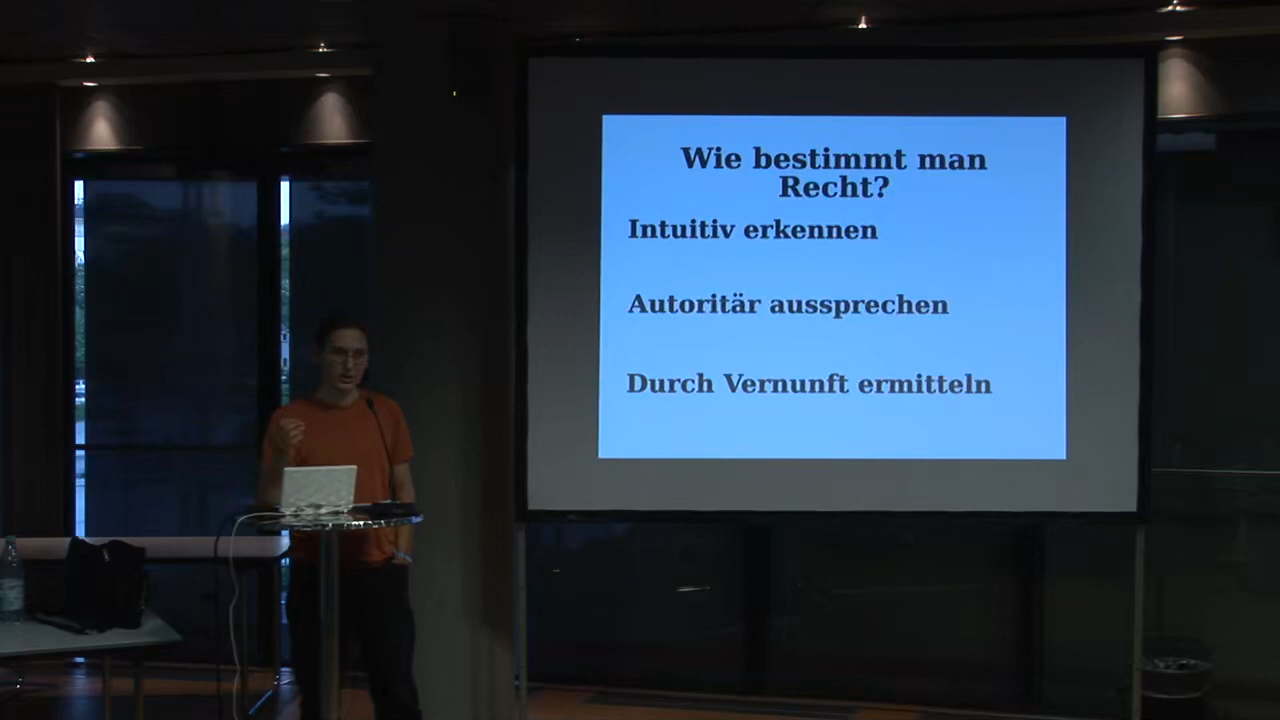 Wie bestimmt man
Recht?
Intuitiv erkennen
Autoritär aussprechen
Durch Vernunft ermitteln